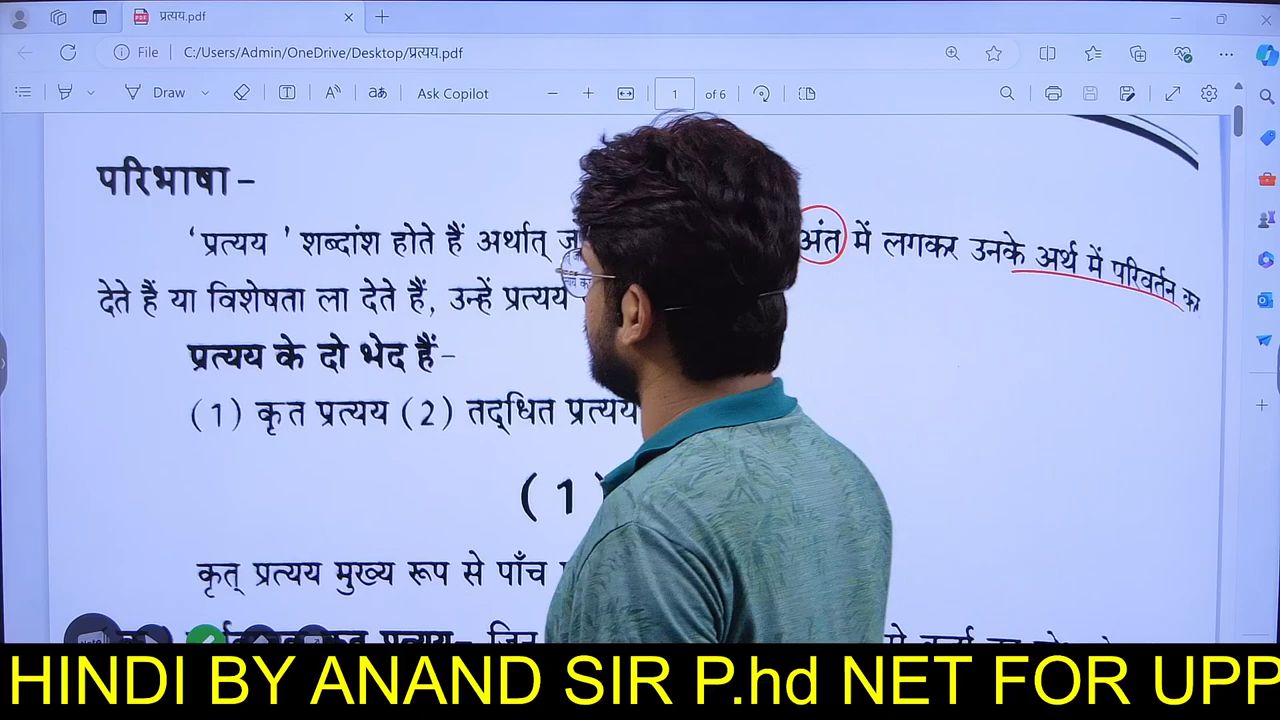 प्रत्यय.pdf
File C:/Users/Admin/OneDrive/Desktop/प्रत्यय.pdf
Draw Ask Copilot 1 of 6
परिभाषा-
'प्रत्यय ' शब्दांश होते हैं अर्थात् अंत में लगकर उनके अर्थ में परिवर्तन
देते हैं या विशेषता ला देते हैं, उन्हें प्रत्यय
प्रत्यय के दो भेद हैं-
(1) कृत प्रत्यय (2) तद्धित प्रत्यय
(1)
कृत् प्रत्यय मुख्य रूप से पाँच
HINDI BY ANAND SIR P.hd NET FOR UPP